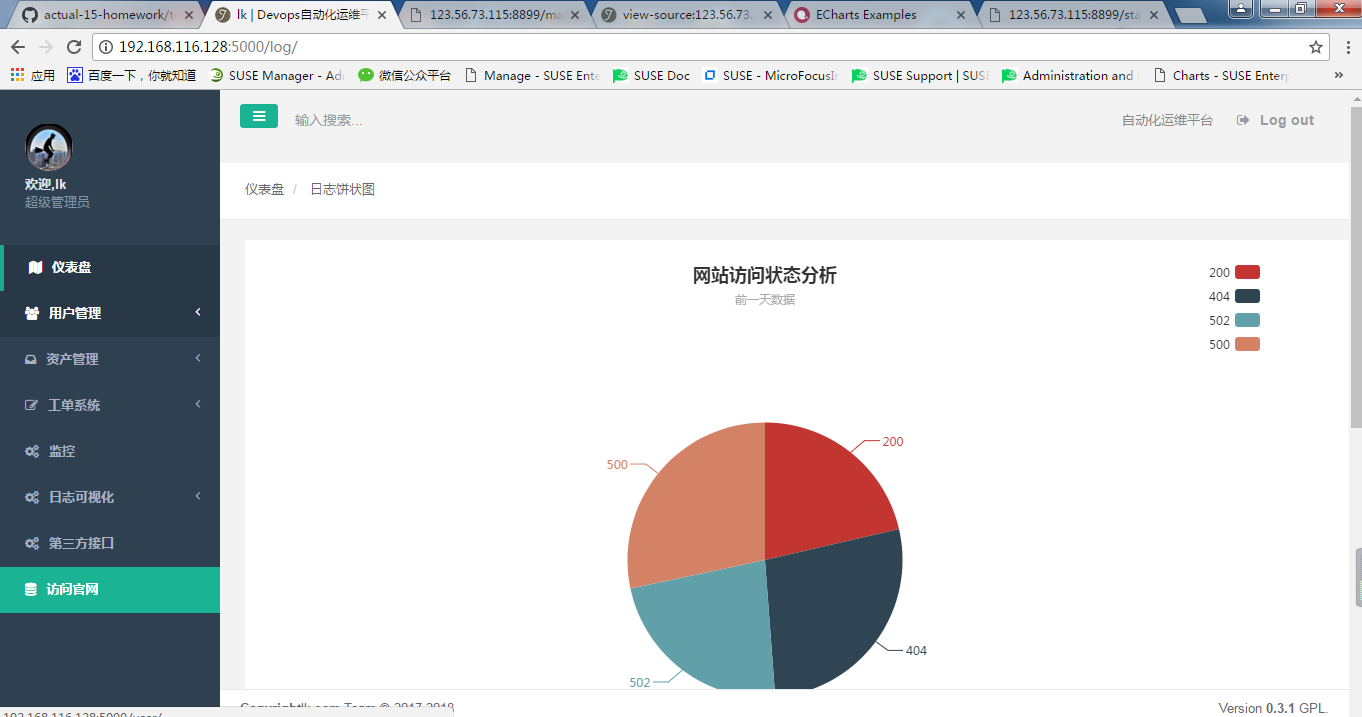 actual-15-homework/t
lk | Devops自动化运维平
123.56.73.115:8899/ma
view-source:123.56.73.
ECharts Examples
123.56.73.115:8899/sta
192.168.116.128:5000/log/
应用 百度一下，你就知道 SUSE Manager - Ad 微信公众平台 Manage - SUSE Ente SUSE Doc SUSE - MicroFocusIn SUSE Support | SUS Administration and Charts - SUSE Enterp »
输入搜索...
自动化运维平台 Log out
欢迎,lk
超级管理员
仪表盘
用户管理
资产管理
工单系统
监控
日志可视化
第三方接口
访问官网
仪表盘 / 日志饼状图
网站访问状态分析
前一天数据
200
404
502
500
200
500
404
502
Copyright lk.com Team © 2017-2018
Version 0.3.1 GPL.
192.168.116.128:5000/user/